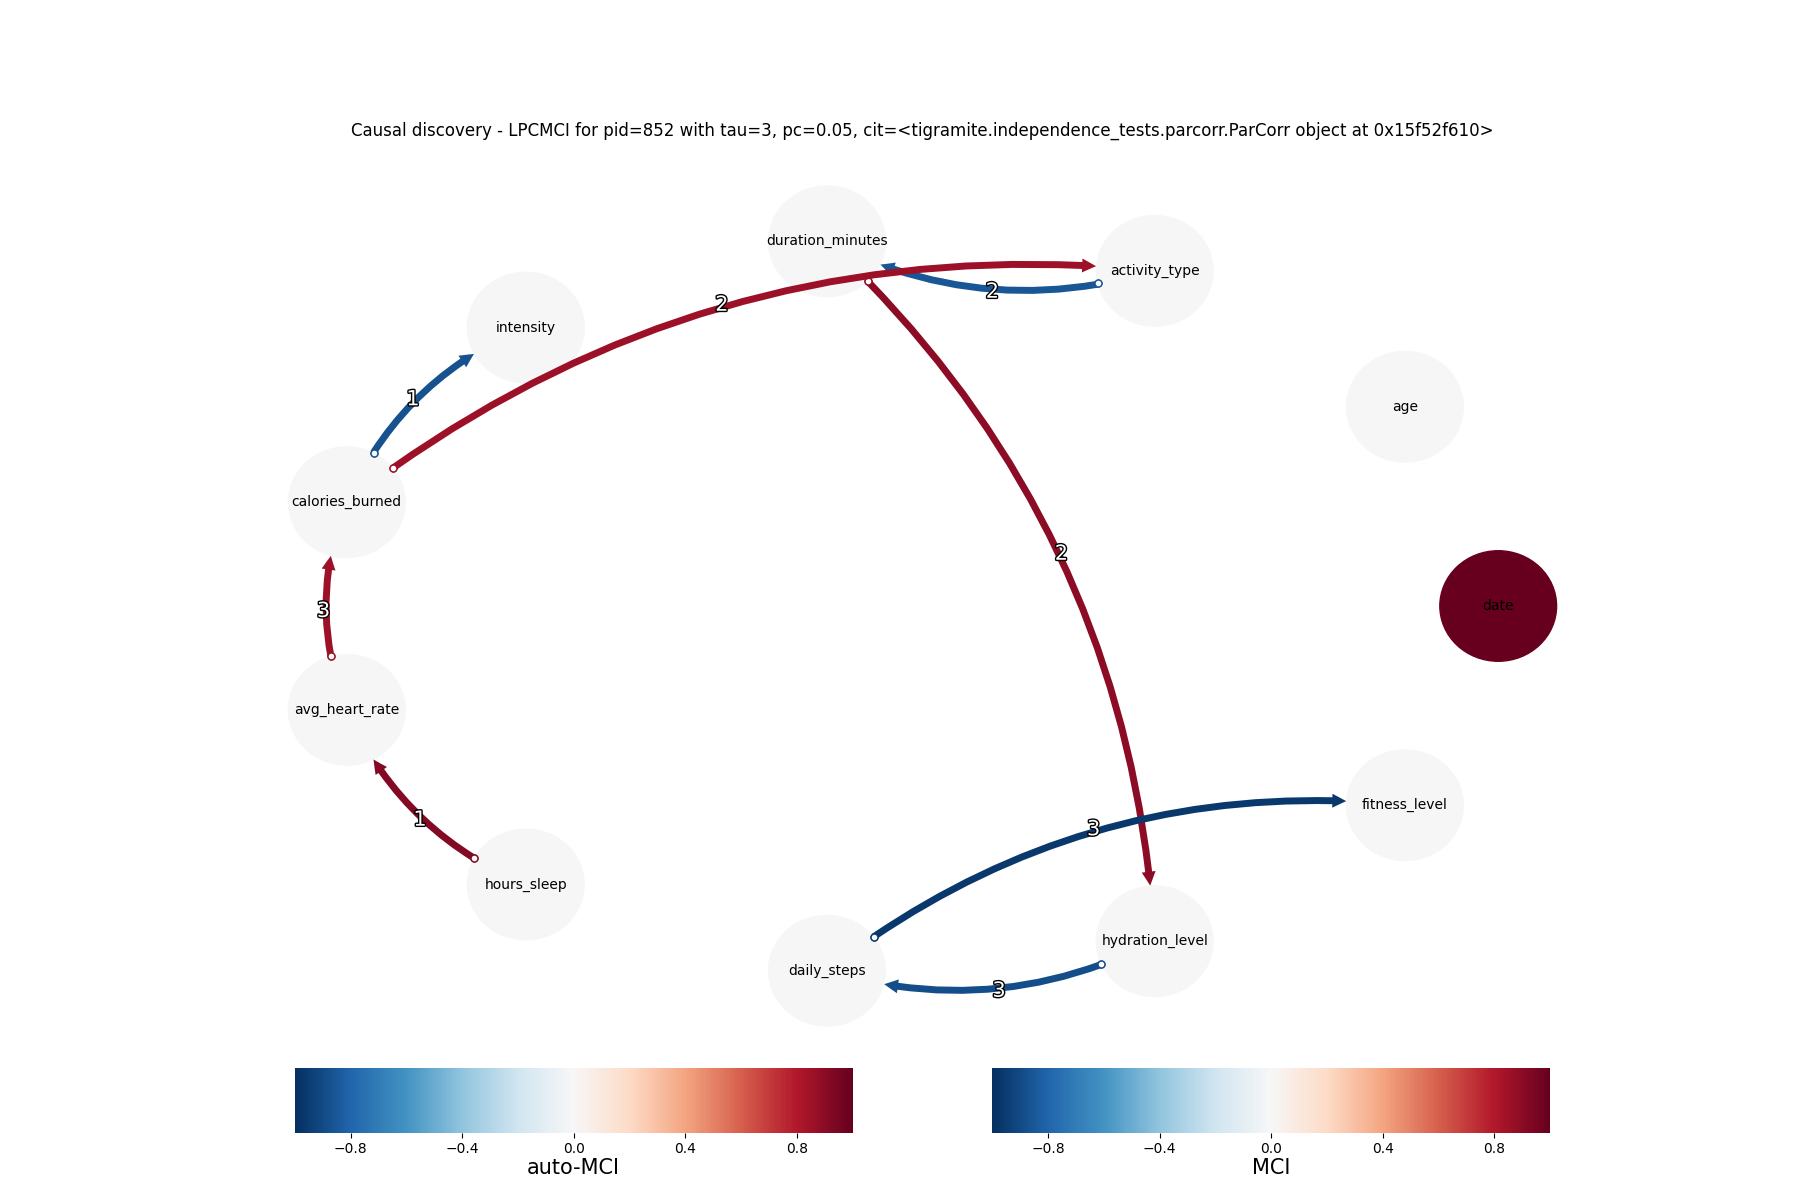 Causal discovery - LPCMCI for pid=852 with tau=3, pc=0.05, cit=<tigramite.independence_tests.parcorr.ParCorr object at 0x15f52f610>
duration_minutes
activity_type
2
2
intensity
1
age
calories_burned
2
date
3
avg_heart_rate
fitness_level
1
3
hours_sleep
hydration_level
daily_steps
3
−0.8 −0.4 0.0 0.4 0.8
auto-MCI
−0.8 −0.4 0.0 0.4 0.8
MCI